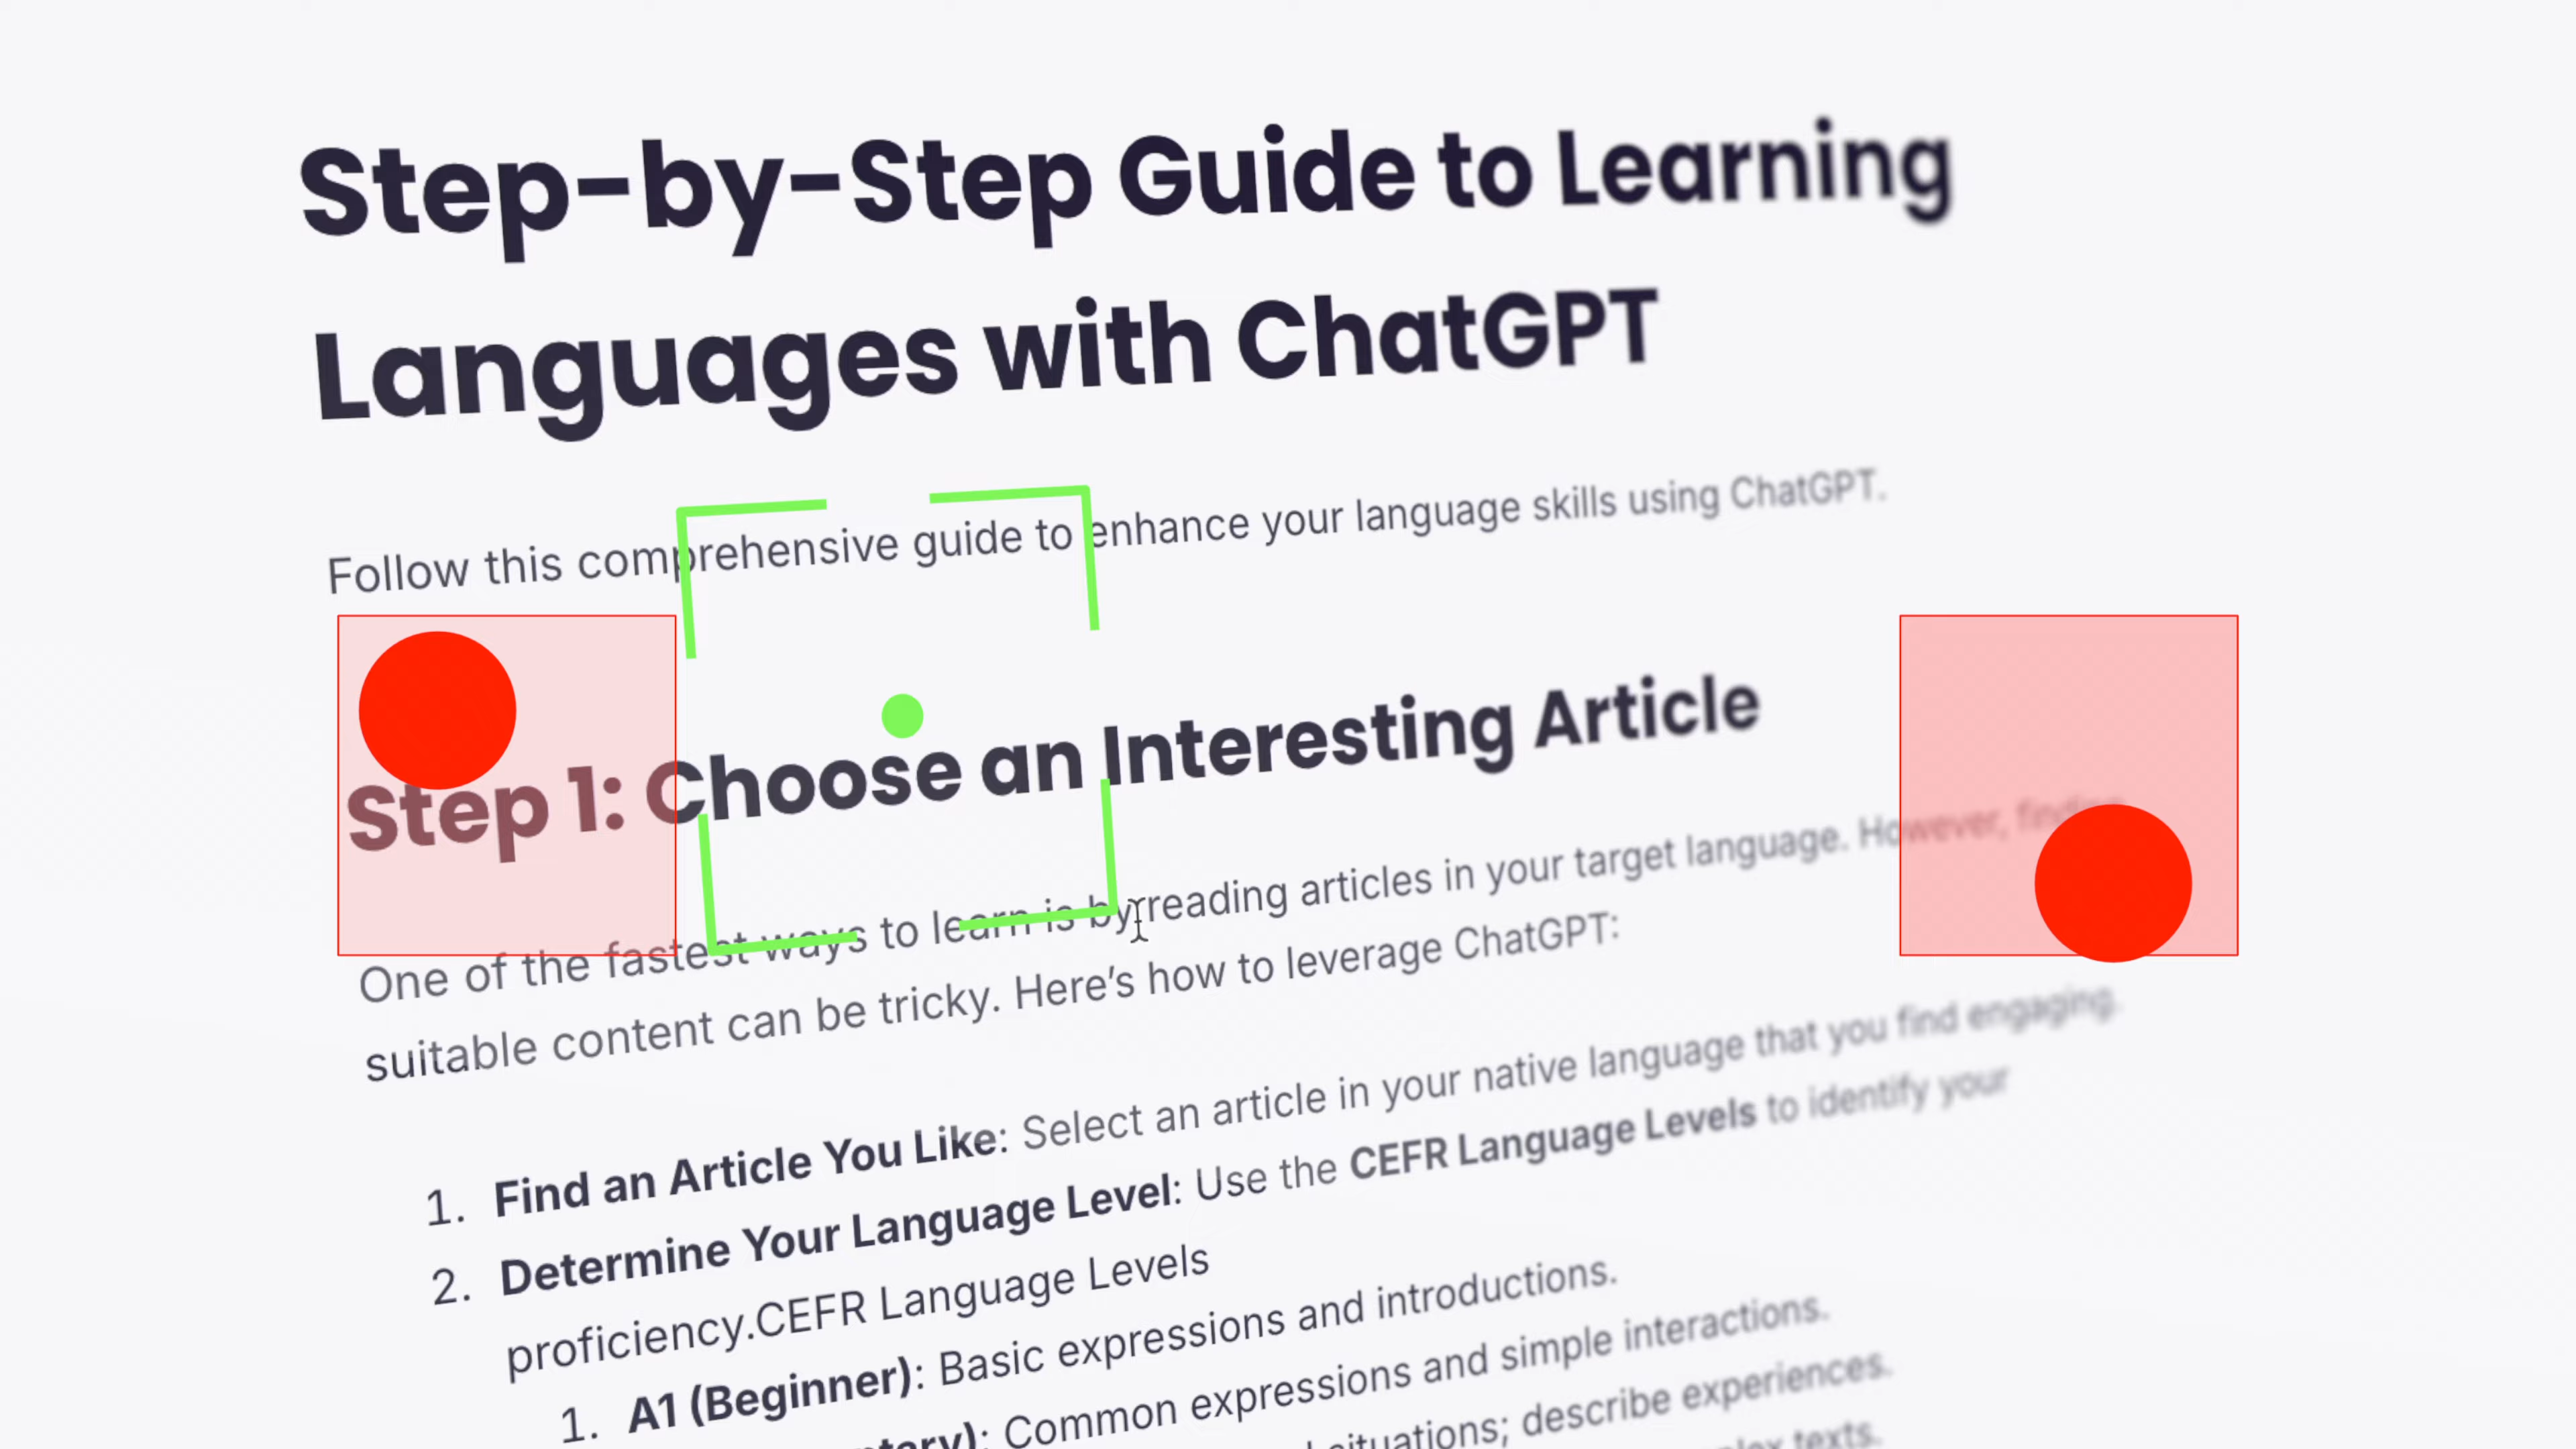 Step-by-Step Guide to Learning
Languages with ChatGPT
Follow this comprehensive guide to enhance your language skills using ChatGPT.
Step 1: Choose an Interesting Article
One of the fastest ways to learn is by reading articles in your target language. However, finding
suitable content can be tricky. Here's how to leverage ChatGPT:
1. Find an Article You Like: Select an article in your native language that you find engaging.
2. Determine Your Language Level: Use the CEFR Language Levels to identify your
proficiency.CEFR Language Levels
1. A1 (Beginner): Basic expressions and introductions.
: Common expressions and simple interactions.
situations; describe experiences.
texts.